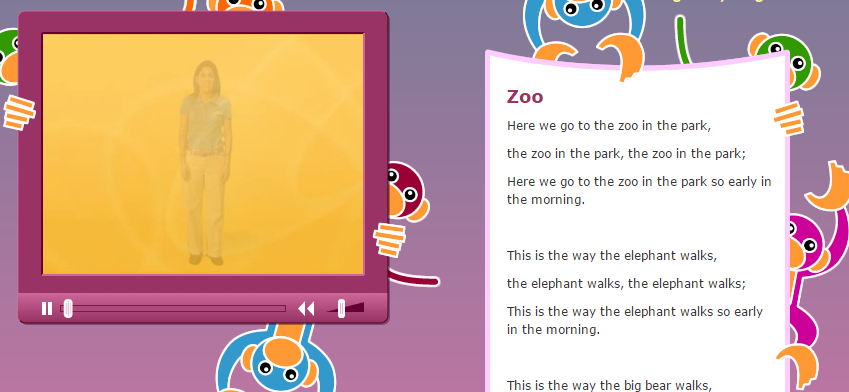 Zoo
Here we go to the zoo in the park,
the zoo in the park, the zoo in the park;
Here we go to the zoo in the park so early in
the morning.
This is the way the elephant walks,
the elephant walks, the elephant walks;
This is the way the elephant walks so early
in the morning.
This is the way the big bear walks,